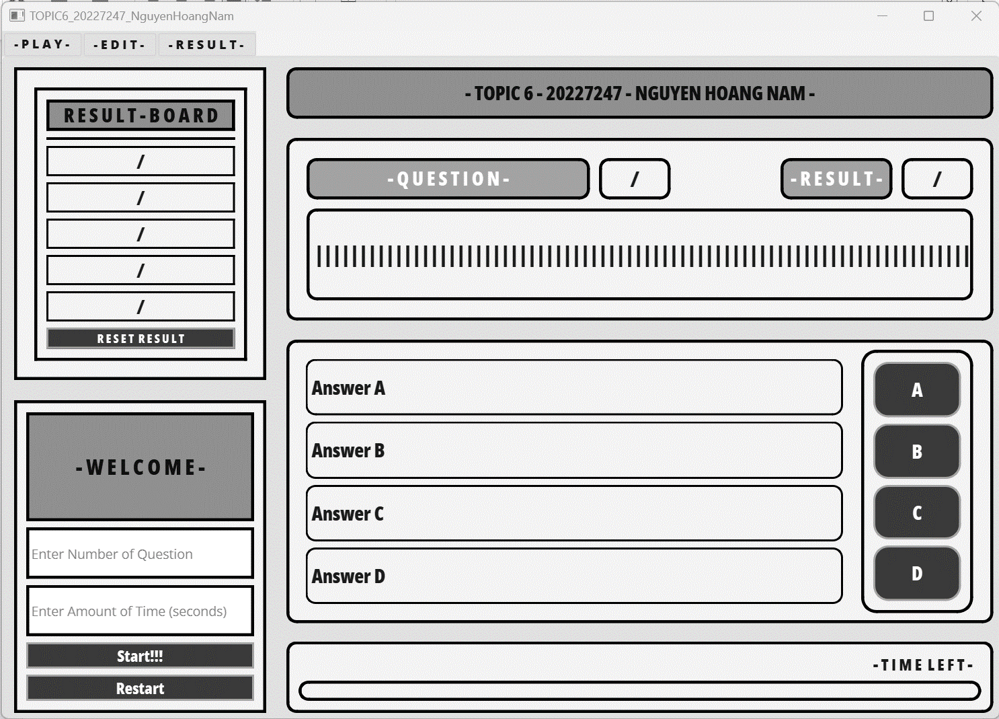 TOPIC6_20227247_NguyenHoangNam
-PLAY- -EDIT- -RESULT-
RESULT-BOARD
/
/
/
/
/
RESET RESULT
-WELCOME-
Enter Number of Question
Enter Amount of Time (seconds)
Start!!!
Restart
- TOPIC 6 - 20227247 - NGUYEN HOANG NAM -
-QUESTION- / -RESULT- /
||||||||||||||||||||||||||||||||||||||||||||||||||||||||||||||||||||||||||
Answer A
Answer B
Answer C
Answer D
A
B
C
D
-TIME LEFT-